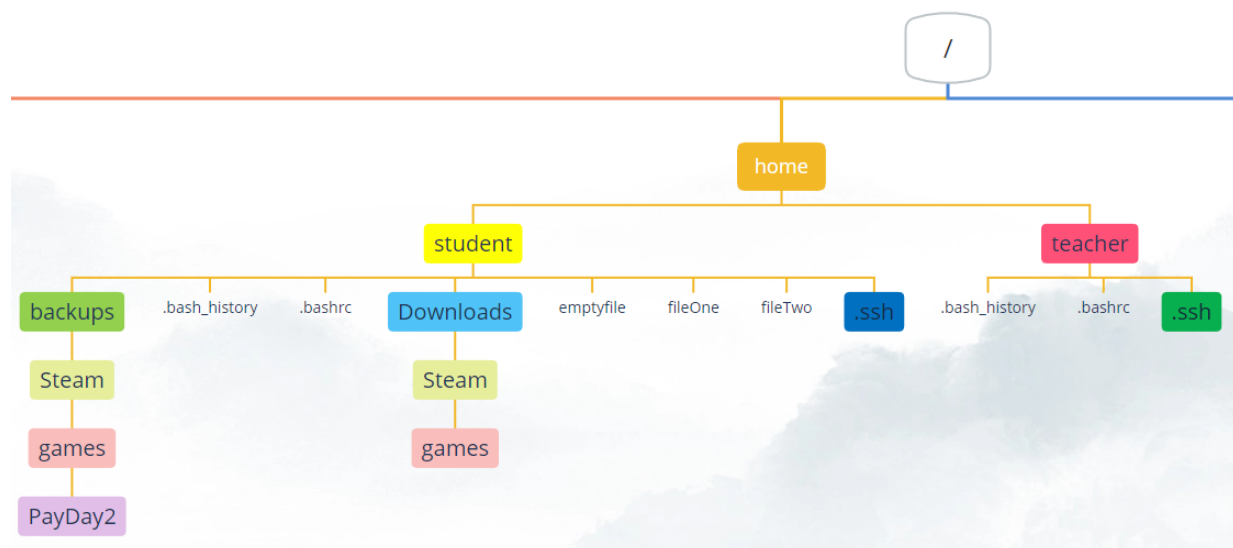 /
home
student
teacher
backups
.bash_history
.bashrc
Downloads
emptyfile
fileOne
fileTwo
.ssh
.bash_history
.bashrc
.ssh
Steam
Steam
games
games
PayDay2